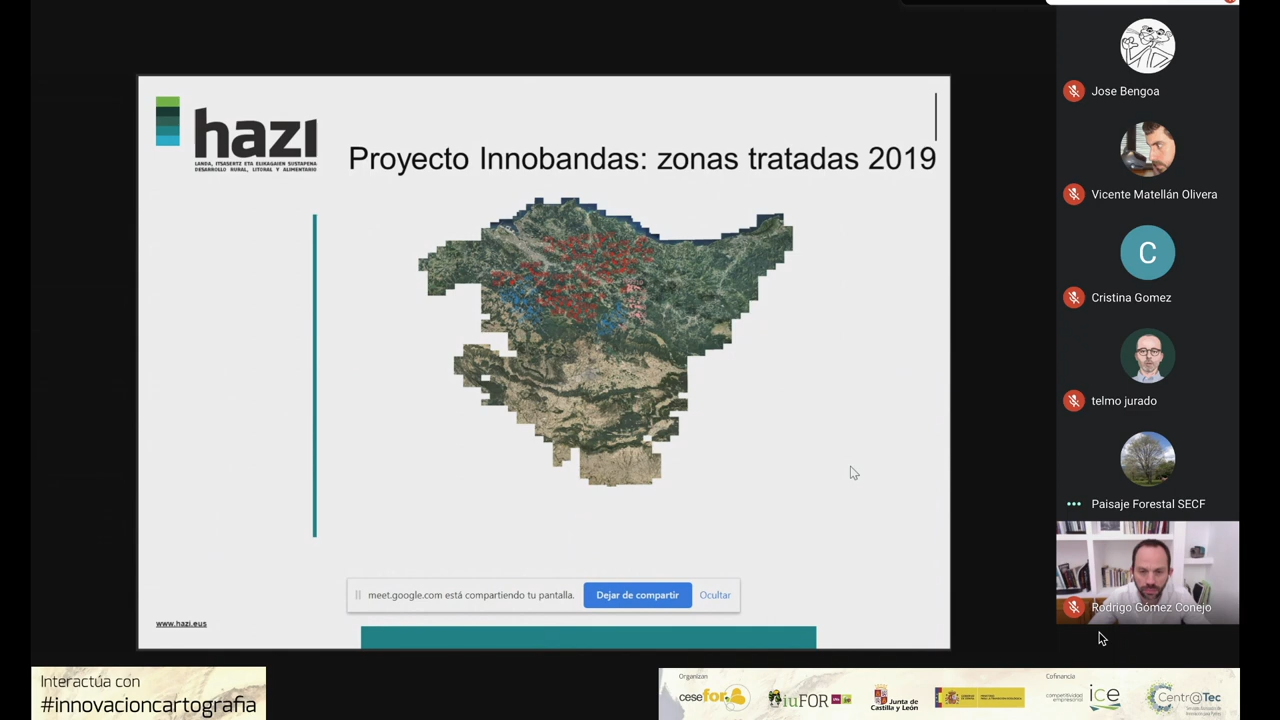 hazi
LANDA, ITSASERTZ ETA ELIKAGAIEN SUSTAPENA
DESARROLLO RURAL, LITORAL Y ALIMENTARIO
Proyecto Innobandas: zonas tratadas 2019
meet.google.com está compartiendo tu pantalla.
Dejar de compartir
Ocultar
www.hazi.eus
Jose Bengoa
Vicente Matellán Olivera
C
Cristina Gomez
telmo jurado
Paisaje Forestal SECF
Rodrigo Gómez Conejo
Interactúa con
#innovacioncartografia
Organizan
Cofinancia
cesefor
iuFOR
Junta de
Castilla y León
competitividad
empresarial
ice
Centr@Tec